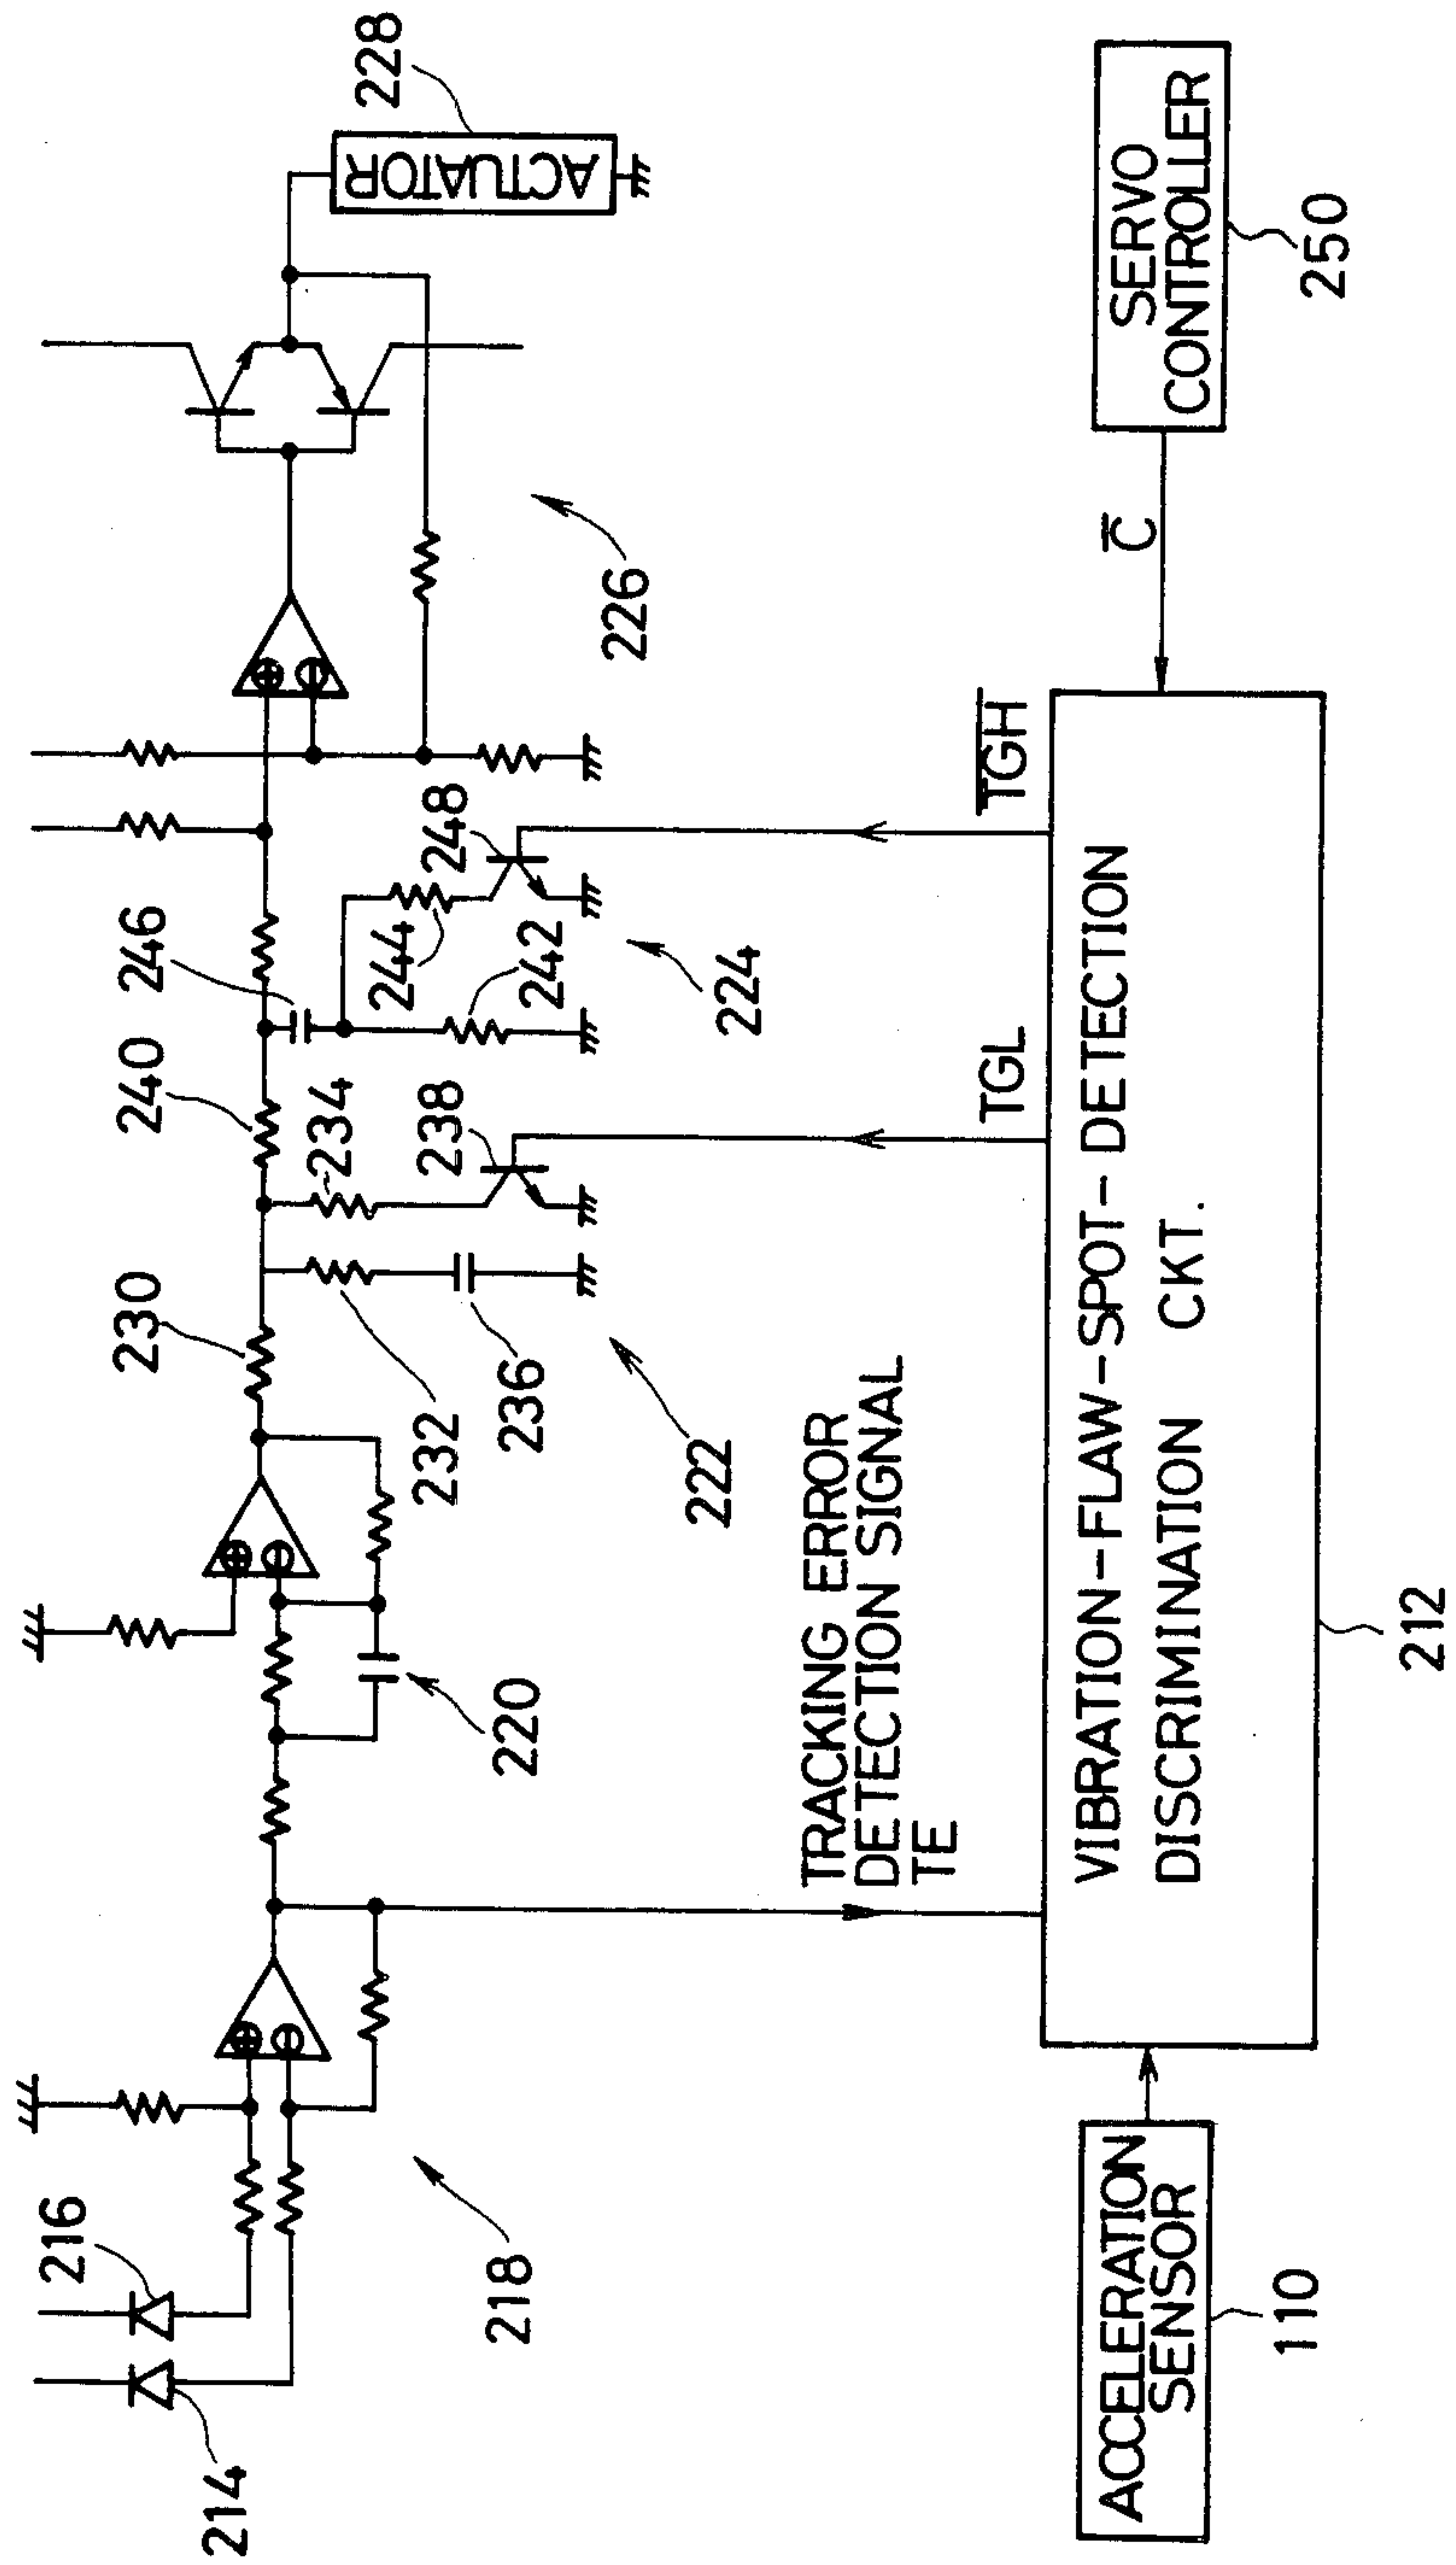 216
214
218
220
230
232
236
222
234
238
240
246
244
242
248
224
226
ACTUATOR
228
⊕
⊖
⊕
⊖
⊕
⊖
TRACKING ERROR
DETECTION SIGNAL
TE
TGL
T̅G̅H̅
C̅
ACCELERATION
SENSOR
110
VIBRATION-FLAW-SPOT-DETECTION
DISCRIMINATION CKT.
212
SERVO
CONTROLLER
250